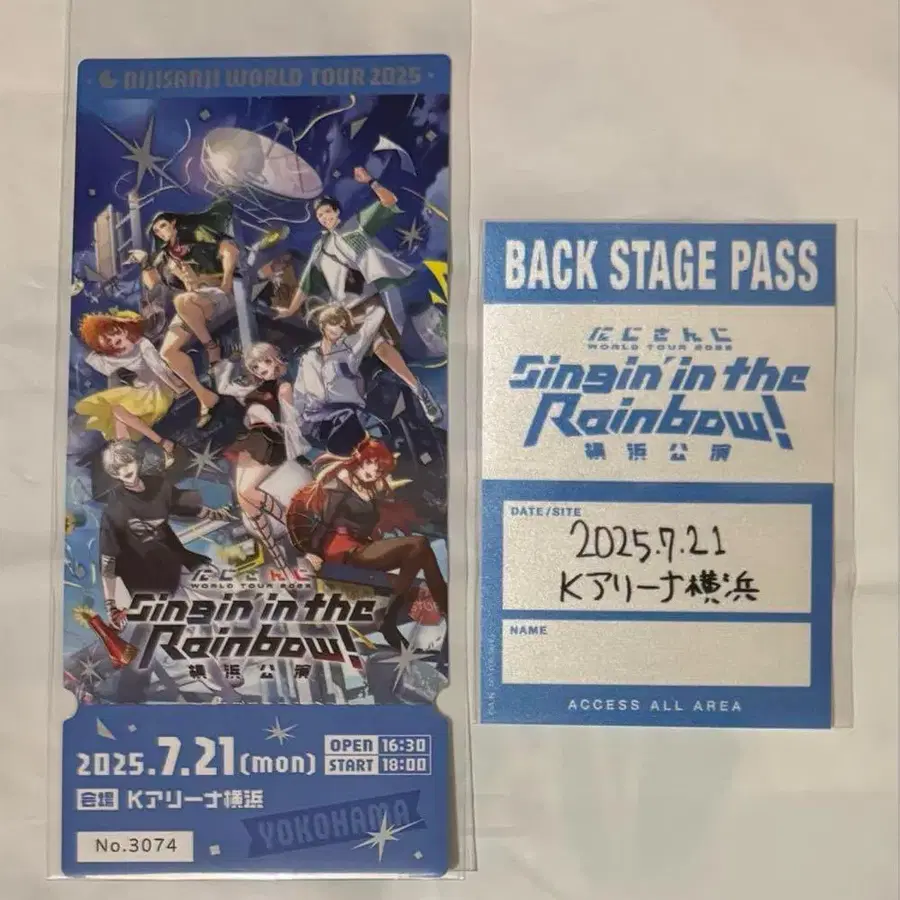 NIJISANJI WORLD TOUR 2025
にじさんじ
WORLD TOUR 2025
Singin' in the
Rainbow!
横浜公演
2025.7.21(mon)
OPEN 16:30
START 18:00
会場 Kアリーナ横浜
YOKOHAMA
No.3074
BACK STAGE PASS
にじさんじ
WORLD TOUR 2025
Singin' in the
Rainbow!
横浜公演
DATE/SITE
2025.7.21
Kアリーナ横浜
NAME
ACCESS ALL AREA